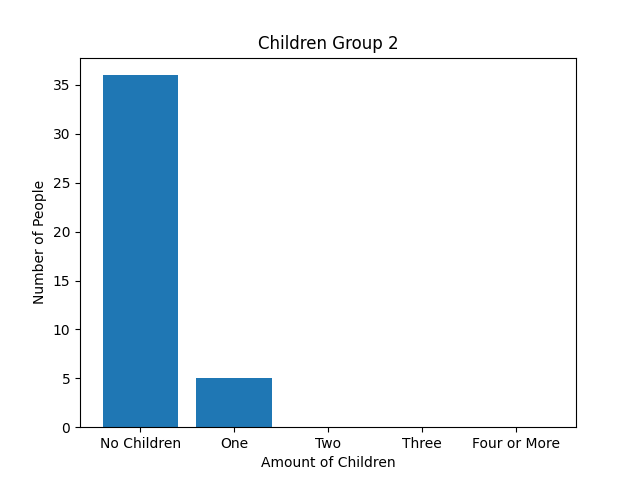 Children Group 2
Number of People
35
30
25
20
15
10
5
0
No Children One Two Three Four or More
Amount of Children